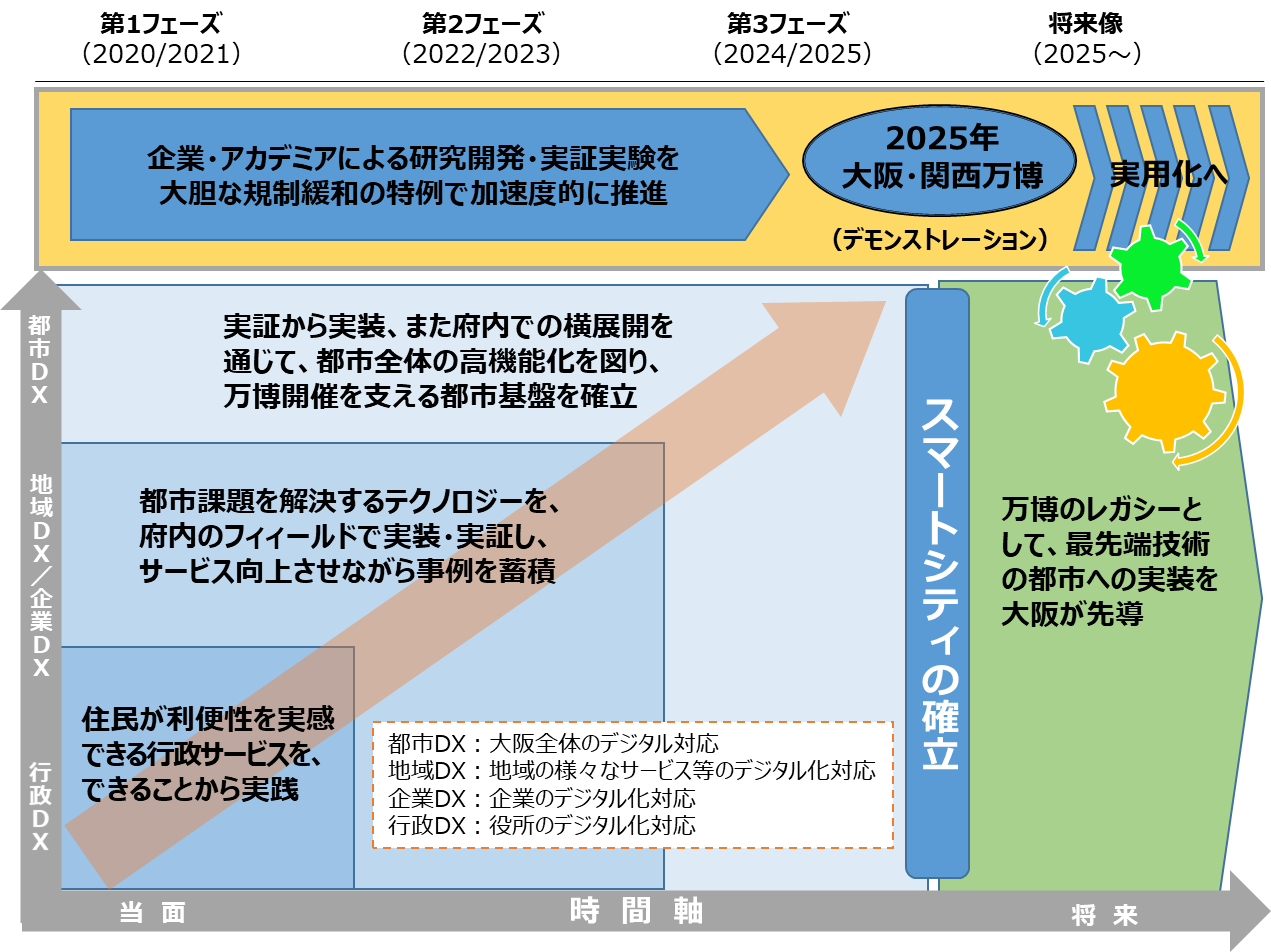 第1フェーズ
（2020/2021）
第2フェーズ
（2022/2023）
第3フェーズ
（2024/2025）
将来像
（2025～）
企業・アカデミアによる研究開発・実証実験を
大胆な規制緩和の特例で加速度的に推進
2025年
大阪・関西万博
（デモンストレーション）
実用化へ
都市DX
実証から実装、また府内での横展開を
通じて、都市全体の高機能化を図り、
万博開催を支える都市基盤を確立
地域DX／企業DX
都市課題を解決するテクノロジーを、
府内のフィィールドで実装・実証し、
サービス向上させながら事例を蓄積
行政DX
住民が利便性を実感
できる行政サービスを、
できることから実践
都市DX：大阪全体のデジタル対応
地域DX：地域の様々なサービス等のデジタル化対応
企業DX：企業のデジタル化対応
行政DX：役所のデジタル化対応
スマートシティの確立
万博のレガシーと
して、最先端技術
の都市への実装を
大阪が先導
当面
時間軸
将来